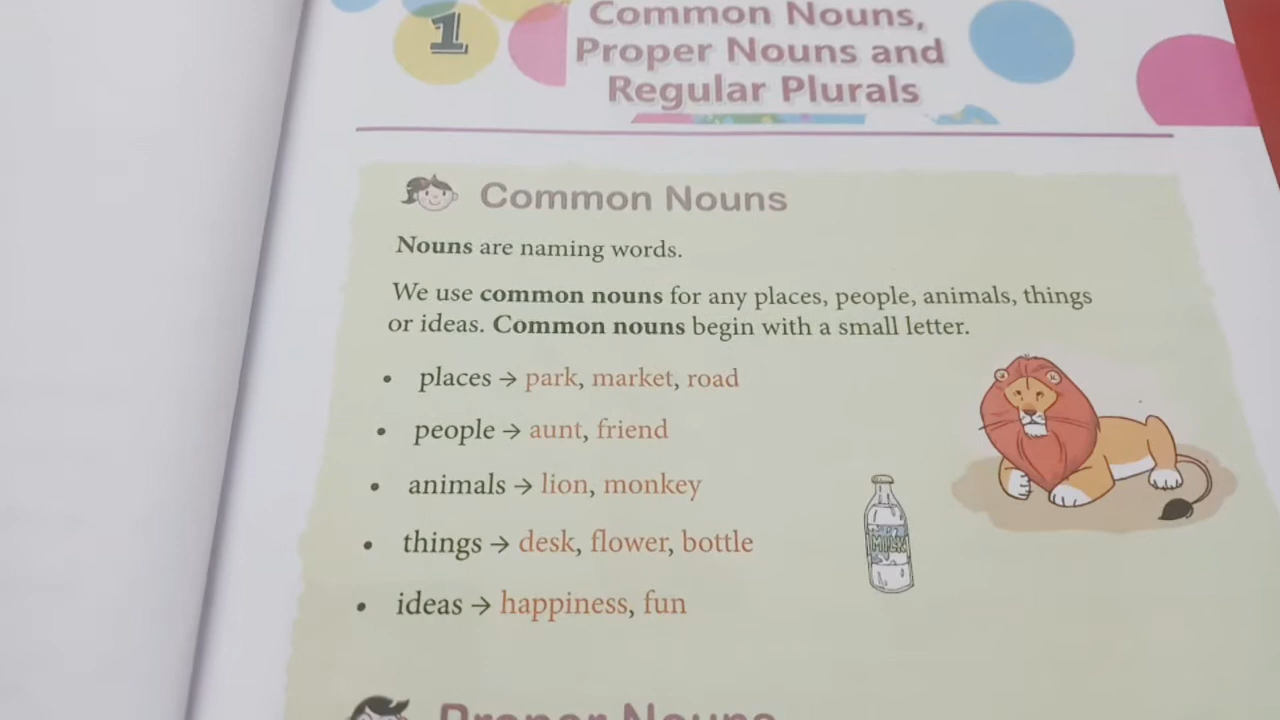 1
Common Nouns,
Proper Nouns and
Regular Plurals
Common Nouns
Nouns are naming words.
We use common nouns for any places, people, animals, things
or ideas. Common nouns begin with a small letter.
• places → park, market, road
• people → aunt, friend
• animals → lion, monkey
• things → desk, flower, bottle
• ideas → happiness, fun
MILK
Proper Nouns